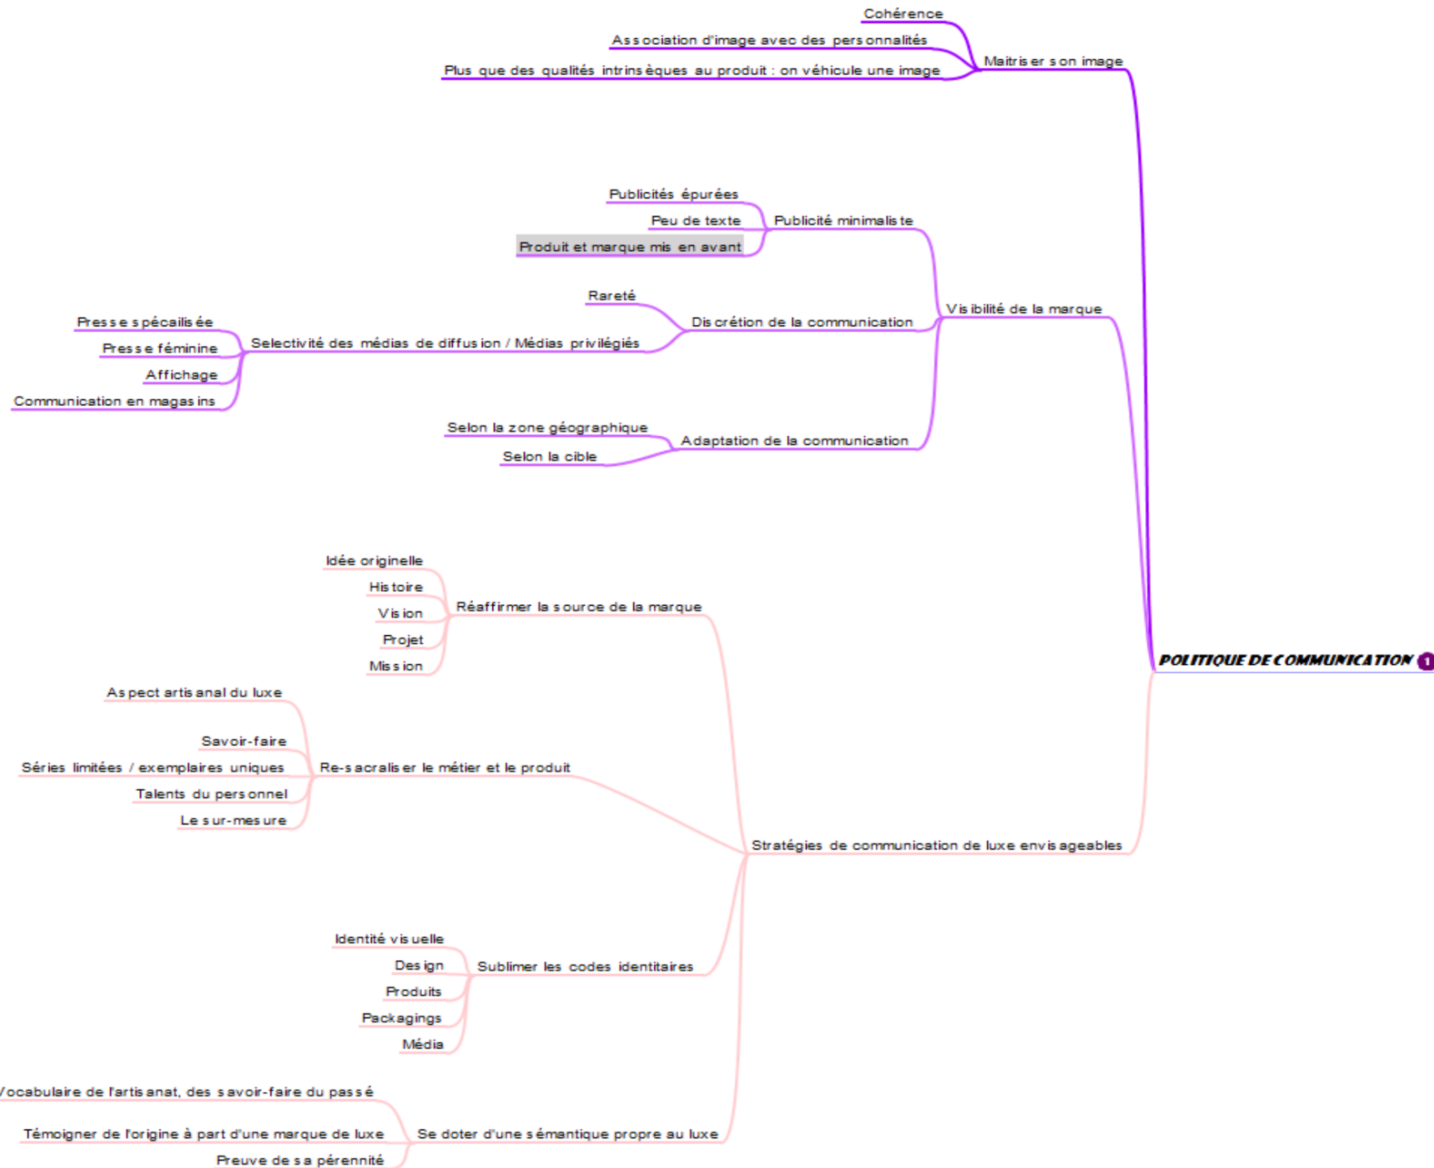 Cohérence
Association d'image avec des personnalités
Plus que des qualités intrinsèques au produit : on véhicule une image
Maitriser son image
Publicités épurées
Peu de texte
Produit et marque mis en avant
Publicité minimaliste
Rareté
Presse spécailisée
Presse féminine
Affichage
Communication en magasins
Selectivité des médias de diffusion / Médias privilégiés
Discrétion de la communication
Selon la zone géographique
Selon la cible
Adaptation de la communication
Visibilité de la marque
Idée originelle
Histoire
Vision
Projet
Mission
Réaffirmer la source de la marque
Aspect artisanal du luxe
Savoir-faire
Séries limitées / exemplaires uniques
Talents du personnel
Le sur-mesure
Re-sacraliser le métier et le produit
Identité visuelle
Design
Produits
Packagings
Média
Sublimer les codes identitaires
Vocabulaire de l'artisanat, des savoir-faire du passé
Témoigner de l'origine à part d'une marque de luxe
Preuve de sa pérennité
Se doter d'une sémantique propre au luxe
Stratégies de communication de luxe envisageables
POLITIQUE DE COMMUNICATION 1